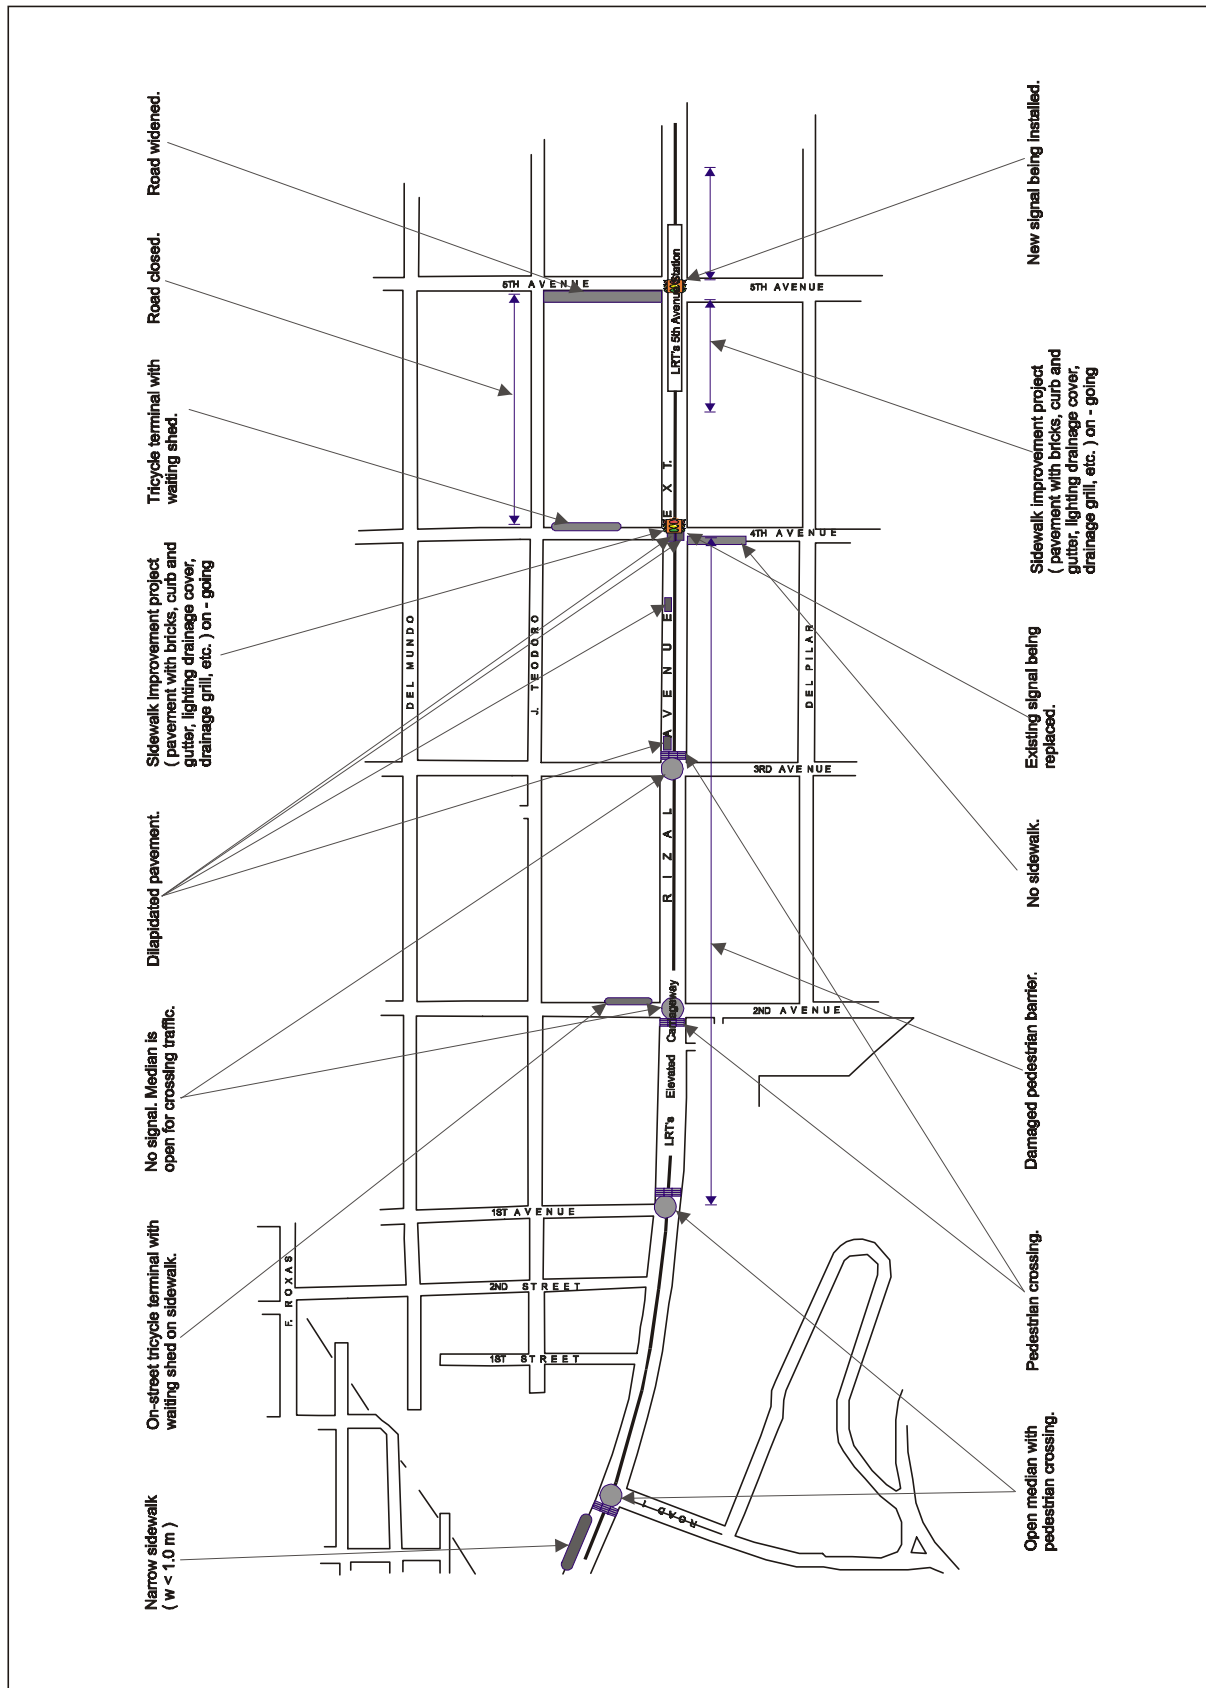 Road widened.
Road closed.
Tricycle terminal with
waiting shed.
Sidewalk improvement project
( pavement with bricks, curb and
gutter, lighting drainage cover,
drainage grill, etc. ) on - going
Dilapidated pavement.
No signal. Median is
open for crossing traffic.
On-street tricycle terminal with
waiting shed on sidewalk.
Narrow sidewalk
( w < 1.0 m )
5TH AVENUE
5TH AVENUE
LRT's 5th Avenue Station
4TH AVENUE
DEL MUNDO
J. TEODORO
RIZAL AVENUE EXT.
DEL PILAR
3RD AVENUE
2ND AVENUE
LRT's Elevated Carriageway
1ST AVENUE
F. ROXAS
2ND STREET
1ST STREET
ROAD 1
New signal being installed.
Sidewalk improvement project
( pavement with bricks, curb and
gutter, lighting drainage cover,
drainage grill, etc. ) on - going
Existing signal being
replaced.
No sidewalk.
Damaged pedestrian barrier.
Pedestrian crossing.
Open median with
pedestrian crossing.